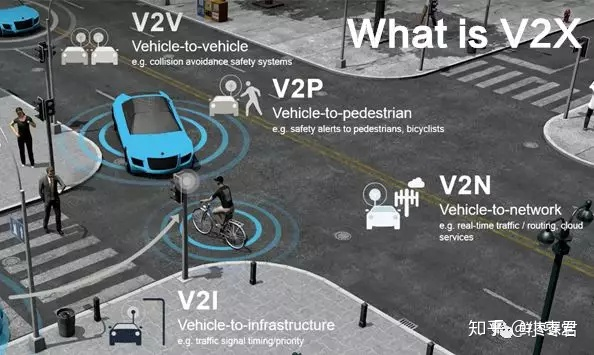 What is V2X
V2V
Vehicle-to-vehicle
e.g. collision avoidance safety systems
V2P
Vehicle-to-pedestrian
e.g. safety alerts to pedestrians, bicyclists
V2N
Vehicle-to-network
e.g. real-time traffic / routing, cloud
services
V2I
Vehicle-to-infrastructure
e.g. traffic signal timing/priority
知乎